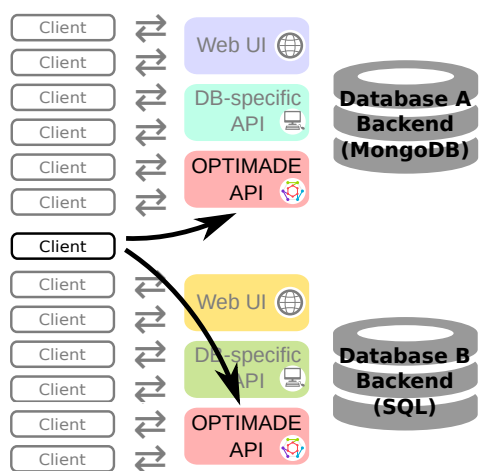 Client
Client
Client
Client
Client
Client
Web UI
DB-specific
API
OPTIMADE
API
Database A
Backend
(MongoDB)
Client
Client
Client
Client
Client
Client
Client
Web UI
DB-specific
API
OPTIMADE
API
Database B
Backend
(SQL)